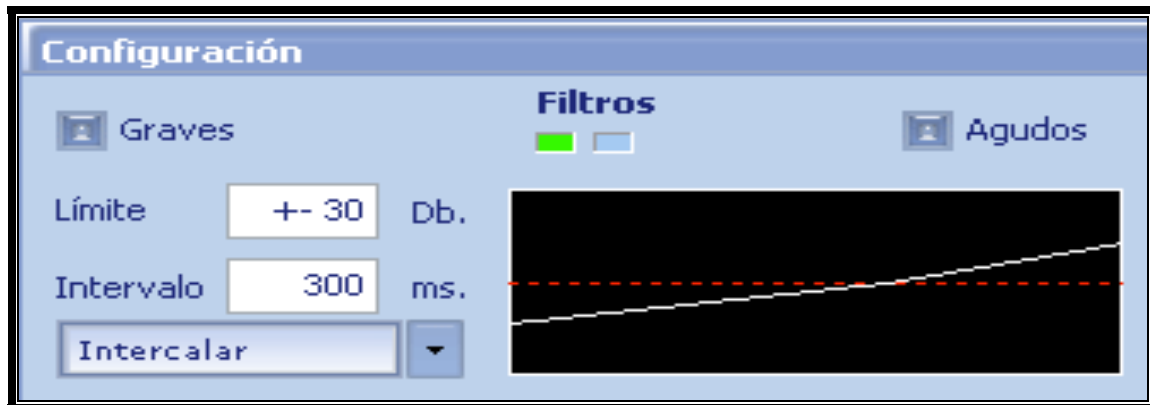 Configuración
Graves
Filtros
Agudos
Límite +- 30 Db.
Intervalo 300 ms.
Intercalar